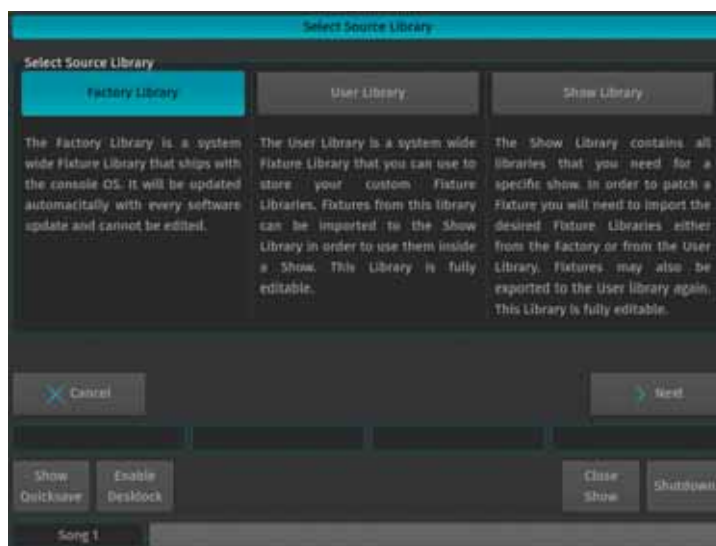 Select Source Library
Select Source Library
Factory Library
User Library
Show Library
The Factory Library is a system
wide Fixture Library that ships with
the console OS. It will be updated
automacitally with every software
update and cannot be edited.
The User Library is a system wide
Fixture Library that you can use to
store your custom Fixture
Libraries. Fixtures from this library
can be imported to the Show
Library in order to use them inside
a Show. This Library is fully
editable.
The Show Library contains all
libraries that you need for a
specific show. In order to patch a
Fixture you will need to import the
desired Fixture Libraries either
from the Factory or from the User
Library. Fixtures may also be
exported to the User library again.
This Library is fully editable.
Cancel
Next
Show
Quicksave
Enable
Desklock
Close
Show
Shutdown
Song 1